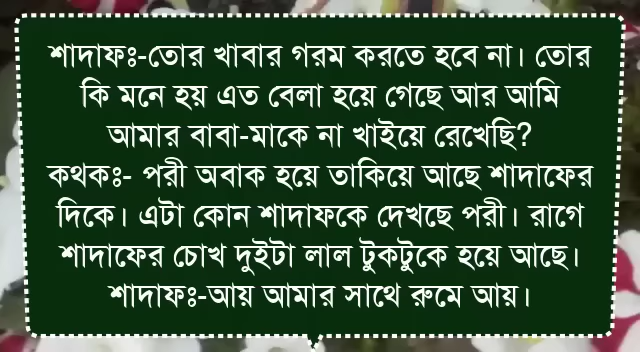 শাদাফঃ-তোর খাবার গরম করতে হবে না। তোর
কি মনে হয় এত বেলা হয়ে গেছে আর আমি
আমার বাবা-মাকে না খাইয়ে রেখেছি?
কথকঃ- পরী অবাক হয়ে তাকিয়ে আছে শাদাফের
দিকে। এটা কোন শাদাফকে দেখছে পরী। রাগে
শাদাফের চোখ দুইটা লাল টুকটুকে হয়ে আছে।
শাদাফঃ-আয় আমার সাথে রুমে আয়।